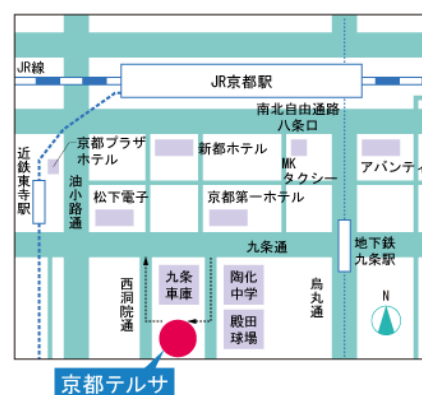 JR線
JR京都駅
南北自由通路
八条口
京都プラザ
ホテル
新都ホテル
MK
タクシー
アバンティ
近鉄東寺駅
油小路通
松下電子
京都第一ホテル
九条通
地下鉄
九条駅
西洞院通
九条
車庫
陶化
中学
烏丸通
殿田
球場
N
京都テルサ